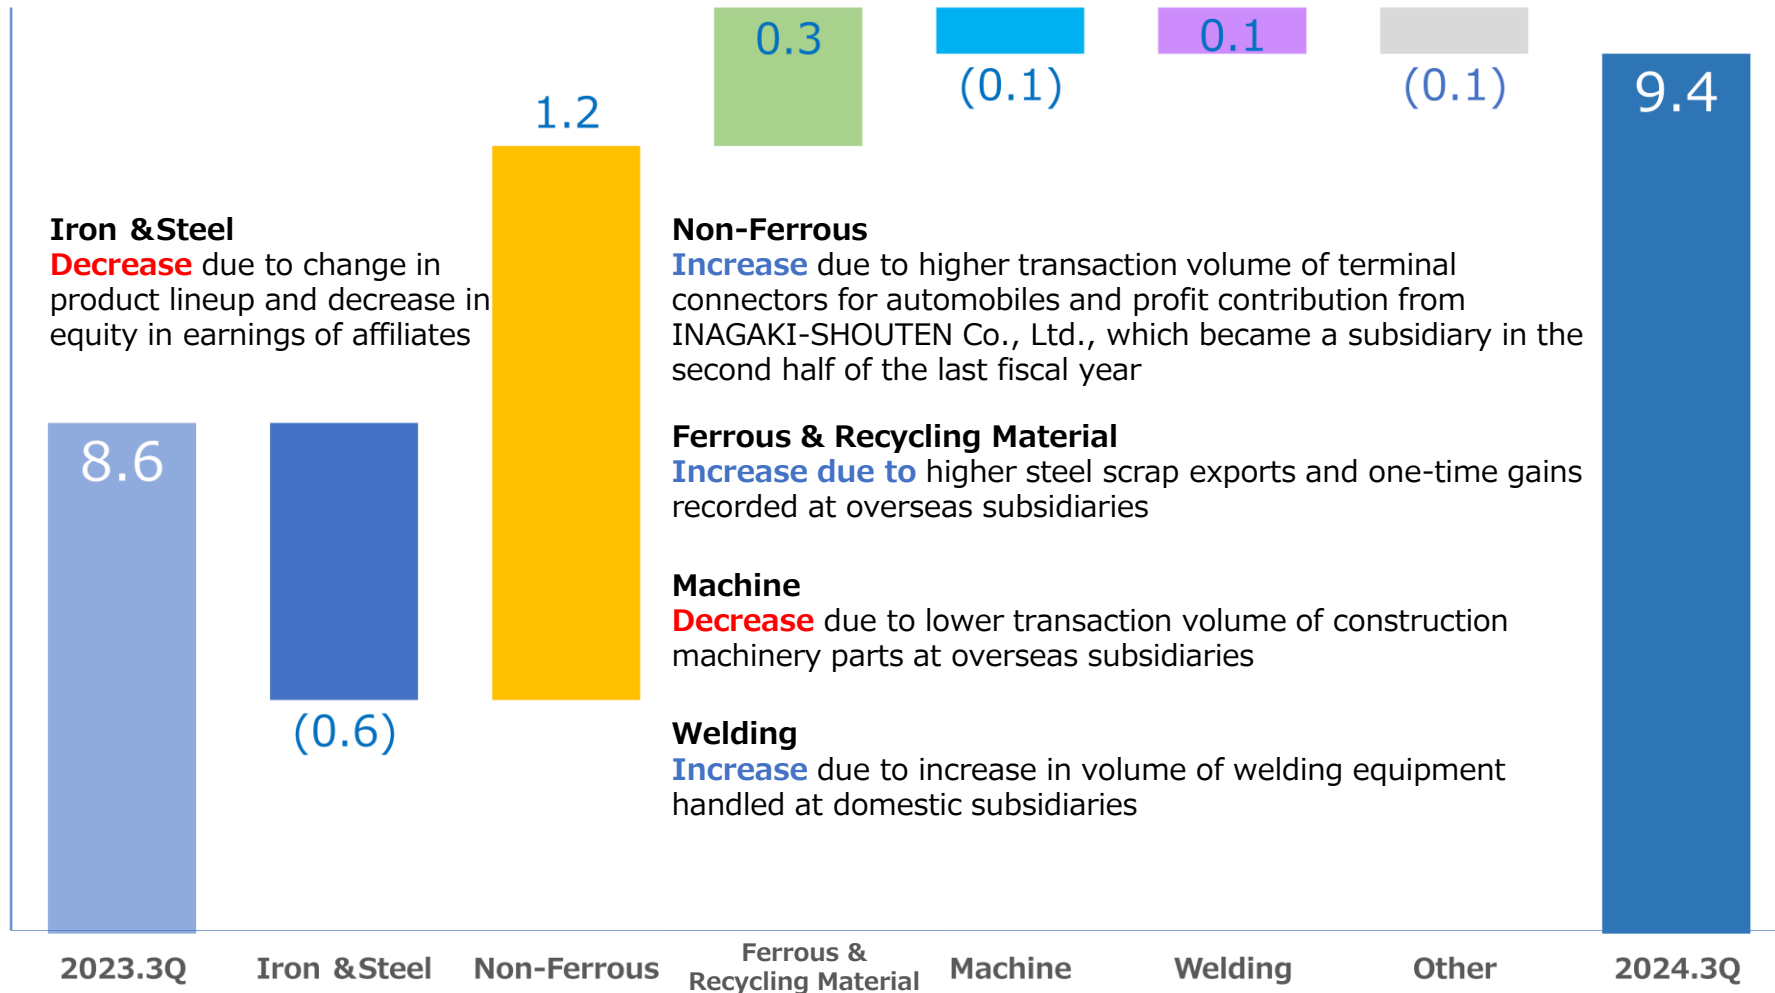 0.3
0.1
(0.1)
(0.1)
9.4
1.2
Iron &Steel
Decrease due to change in
product lineup and decrease in
equity in earnings of affiliates
Non-Ferrous
Increase due to higher transaction volume of terminal
connectors for automobiles and profit contribution from
INAGAKI-SHOUTEN Co., Ltd., which became a subsidiary in the
second half of the last fiscal year
8.6
Ferrous & Recycling Material
Increase due to higher steel scrap exports and one-time gains
recorded at overseas subsidiaries
Machine
Decrease due to lower transaction volume of construction
machinery parts at overseas subsidiaries
(0.6)
Welding
Increase due to increase in volume of welding equipment
handled at domestic subsidiaries
2023.3Q
Iron &Steel
Non-Ferrous
Ferrous &
Recycling Material
Machine
Welding
Other
2024.3Q